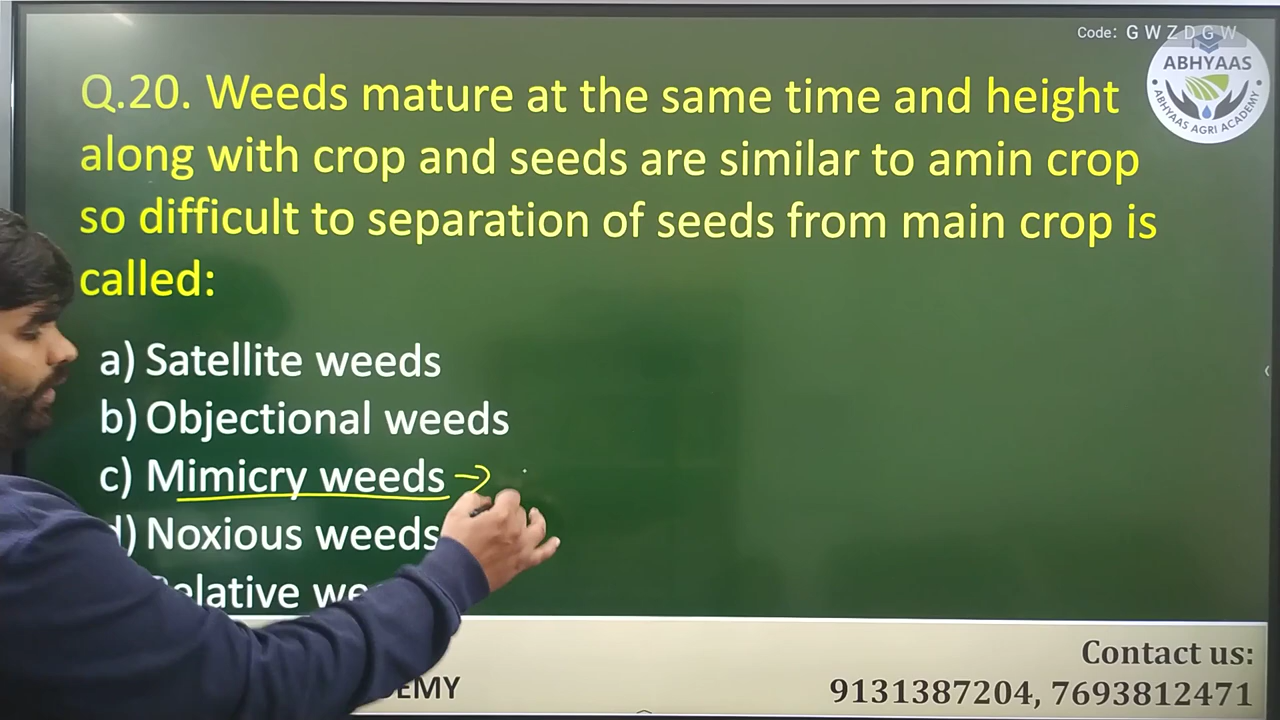 Code: G W Z D G W
ABHYAAS
ABHYAAS AGRI ACADEMY
Q.20. Weeds mature at the same time and height
along with crop and seeds are similar to amin crop
so difficult to separation of seeds from main crop is
called:
a) Satellite weeds
b) Objectional weeds
c) Mimicry weeds
d) Noxious weeds
Contact us:
9131387204, 7693812471